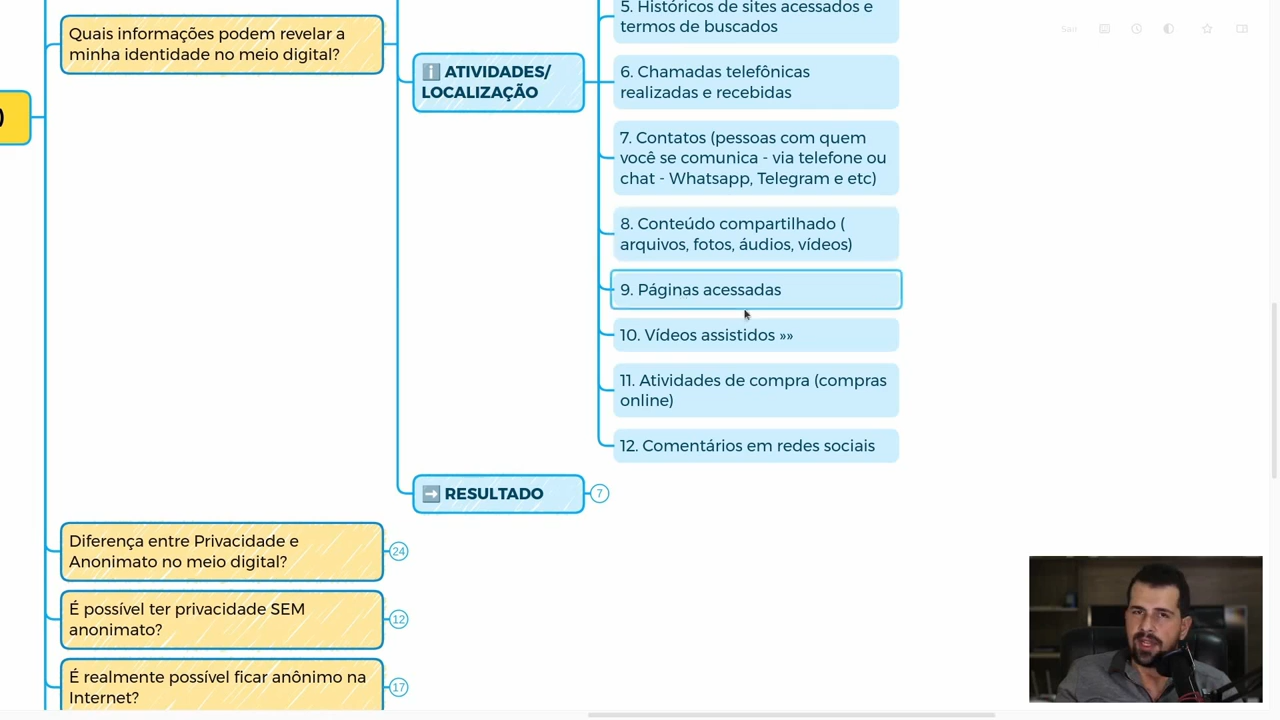 Quais informações podem revelar a
minha identidade no meio digital?
)
ℹ️ ATIVIDADES/
LOCALIZAÇÃO
5. Históricos de sites acessados e
termos de buscados
6. Chamadas telefônicas
realizadas e recebidas
7. Contatos (pessoas com quem
você se comunica - via telefone ou
chat - Whatsapp, Telegram e etc)
8. Conteúdo compartilhado (
arquivos, fotos, áudios, vídeos)
9. Páginas acessadas
10. Vídeos assistidos »»
11. Atividades de compra (compras
online)
12. Comentários em redes sociais
➡️ RESULTADO
7
Diferença entre Privacidade e
Anonimato no meio digital?
24
É possível ter privacidade SEM
anonimato?
12
É realmente possível ficar anônimo na
Internet?
17
Sair